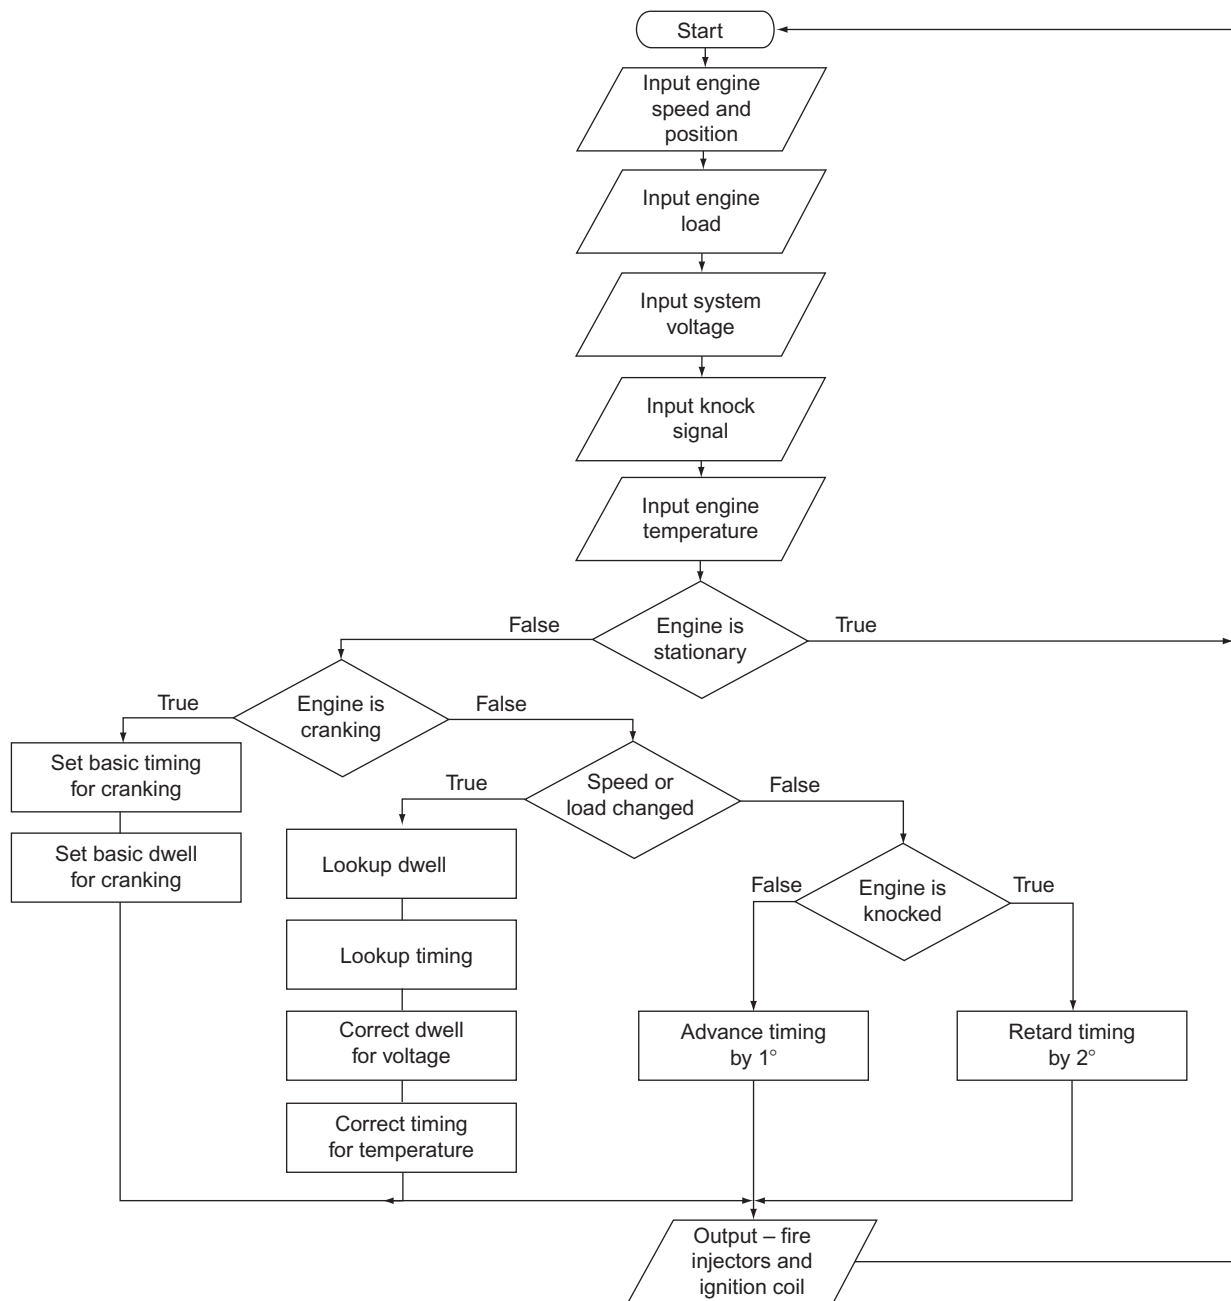 Start
Input engine
speed and
position
Input engine
load
Input system
voltage
Input knock
signal
Input engine
temperature
False
Engine is
stationary
True
True
Engine is
cranking
False
Set basic timing
for cranking
True
Speed or
load changed
False
Set basic dwell
for cranking
Lookup dwell
False
Engine is
knocked
True
Lookup timing
Correct dwell
for voltage
Advance timing
by 1°
Retard timing
by 2°
Correct timing
for temperature
Output – fire
injectors and
ignition coil